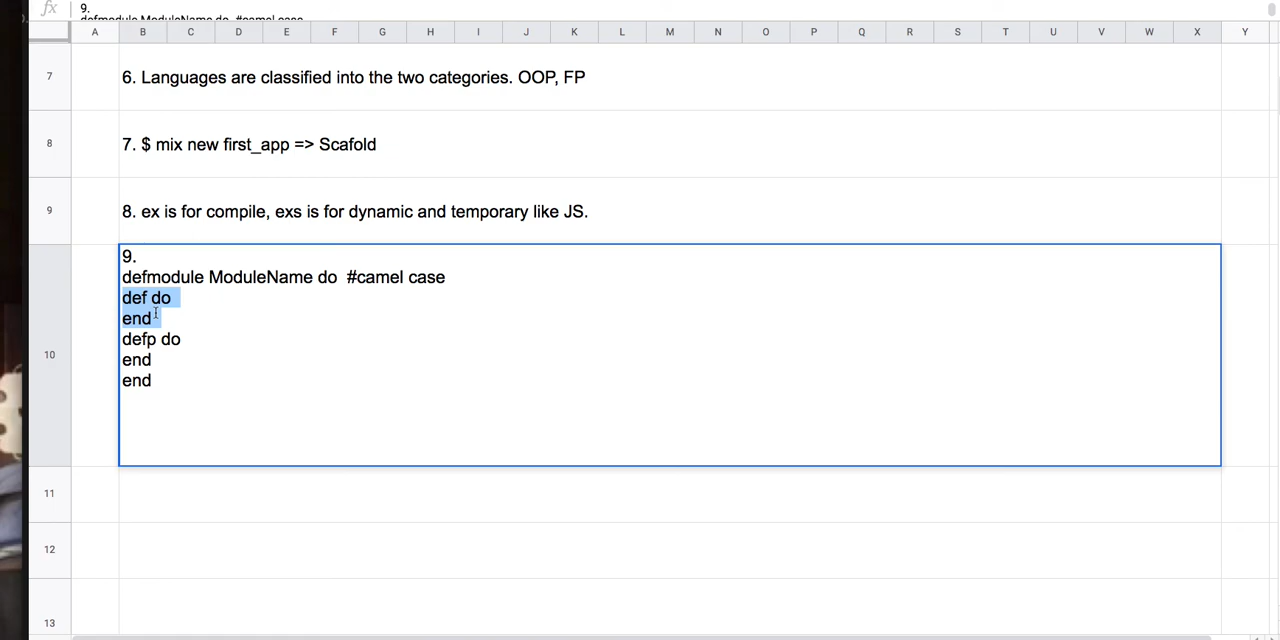 fx
9.
defmodule ModuleName do #camel case
A B C D E F G H I J K L M N O P Q R S T U V W X Y
7 6. Languages are classified into the two categories. OOP, FP
8 7. $ mix new first_app => Scafold
9 8. ex is for compile, exs is for dynamic and temporary like JS.
9.
defmodule ModuleName do  #camel case
def do
end
10 defp do
end
end
11
12
13